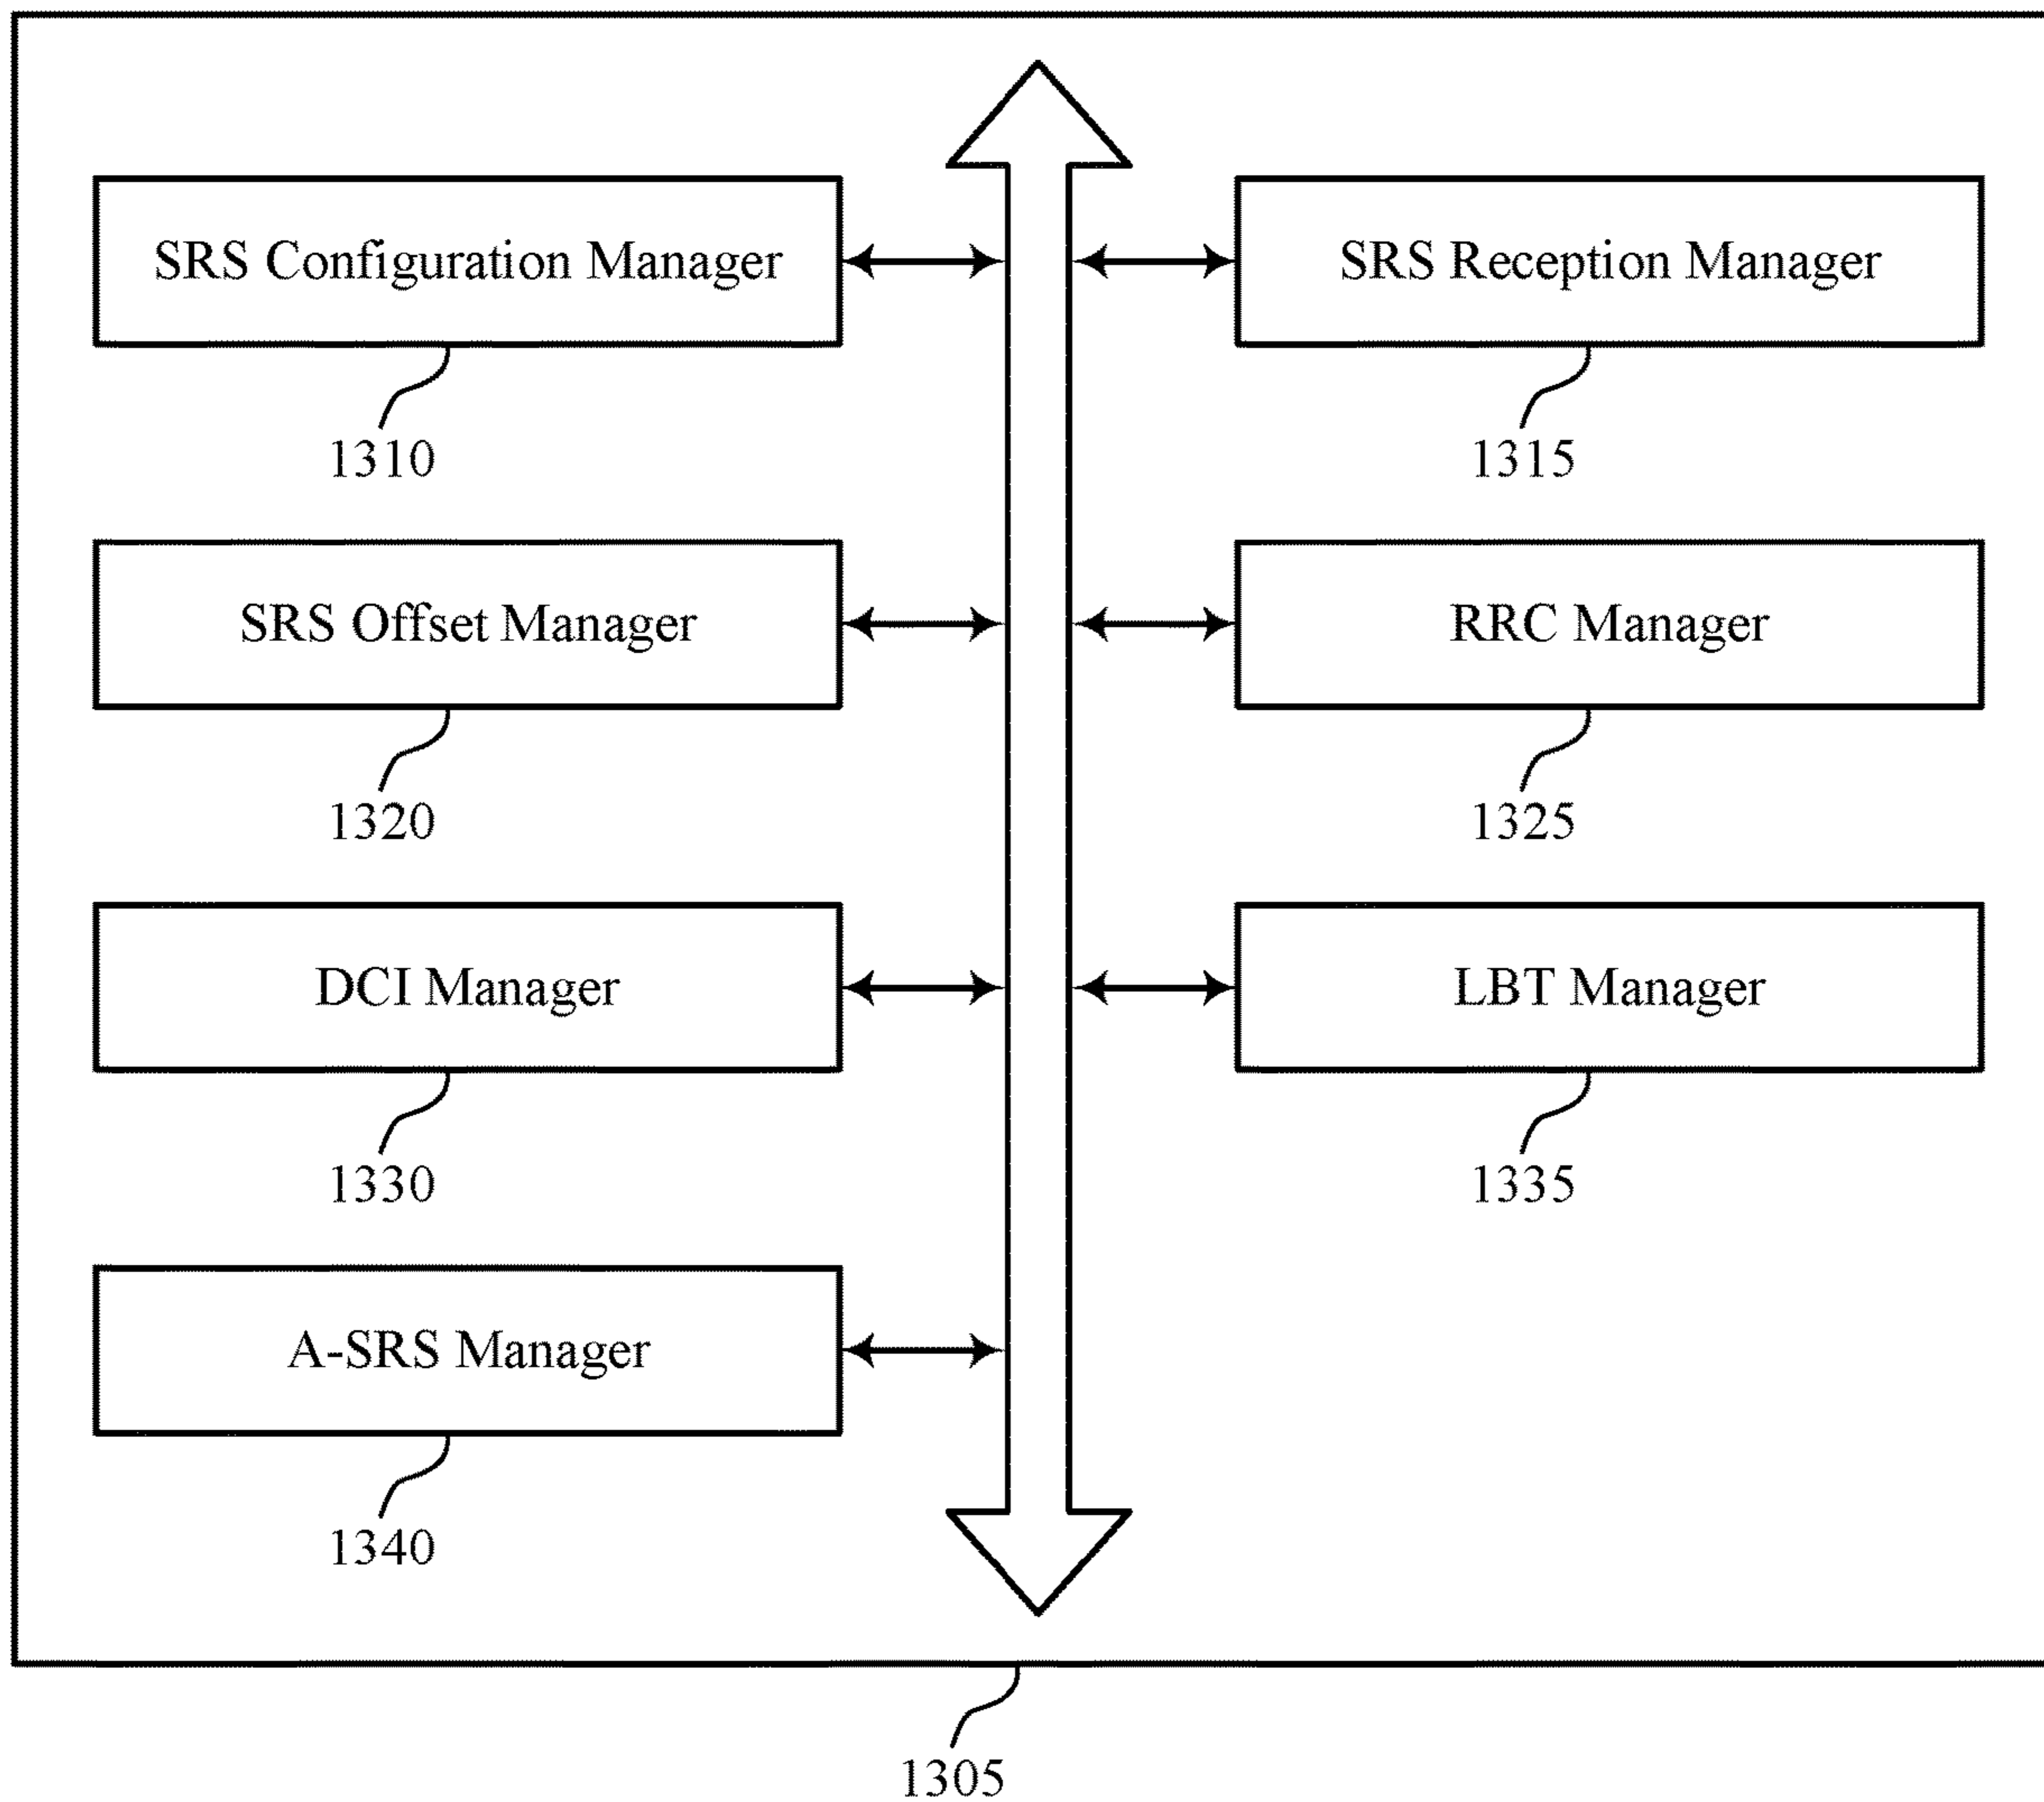 SRS Configuration Manager
SRS Reception Manager
1310
1315
SRS Offset Manager
RRC Manager
1320
1325
DCI Manager
LBT Manager
1330
1335
A-SRS Manager
1340
1305